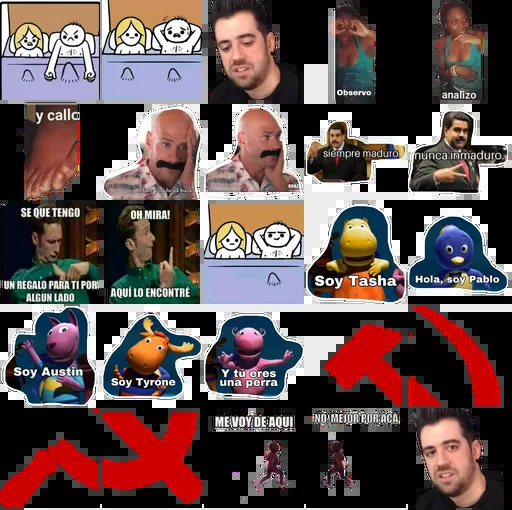 Observo
analizo
y callo
siempre maduro
nunca inmaduro.
SE QUE TENGO
UN REGALO PARA TI POR
ALGUN LADO
OH MIRA!
AQUÍ LO ENCONTRÉ
Soy Tasha
Hola, soy Pablo
Soy Austin
Soy Tyrone
Y tú eres
una perra
ME VOY DE AQUI
NO MEJOR POR ACA